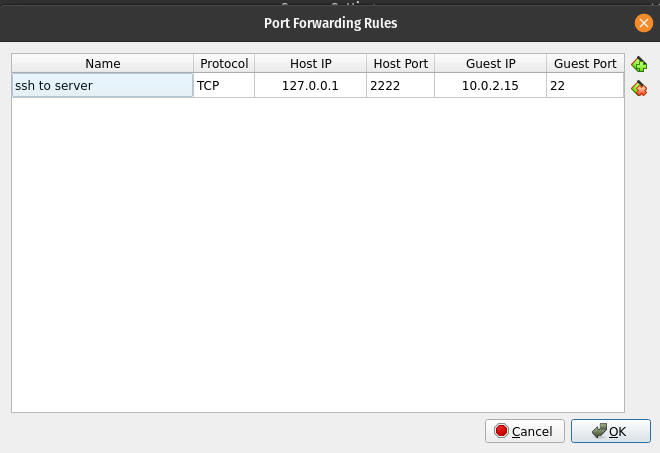 Port Forwarding Rules
Name Protocol Host IP Host Port Guest IP Guest Port
ssh to server TCP 127.0.0.1 2222 10.0.2.15 22
Cancel OK